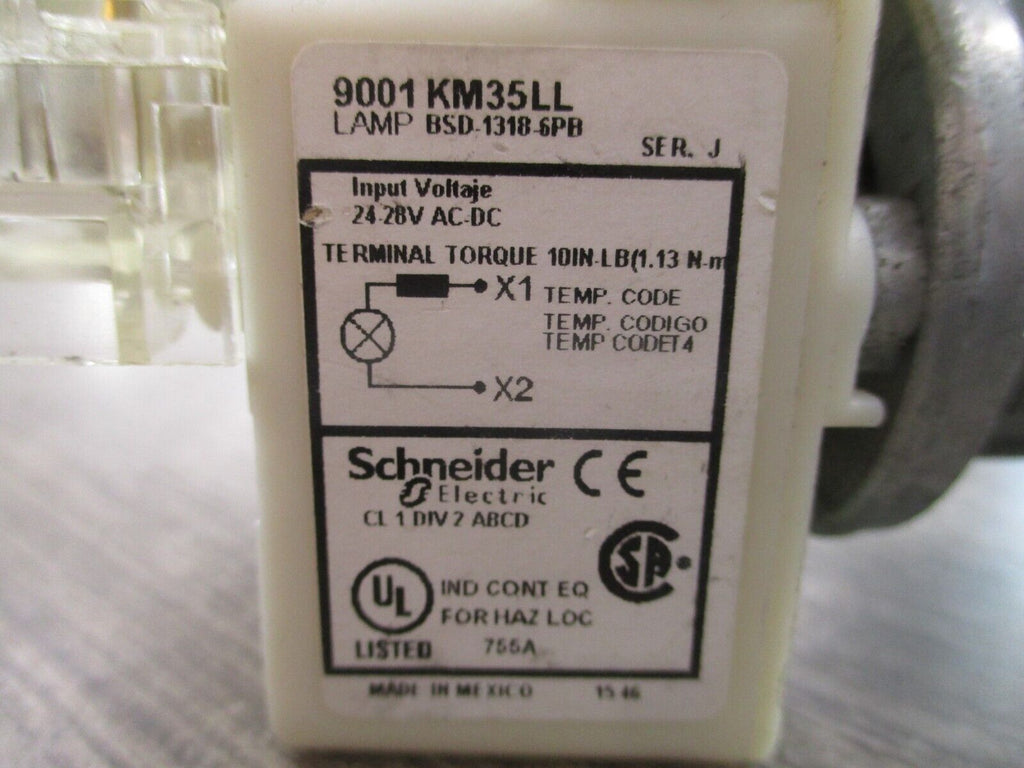 9001 KM35LL
LAMP BSD-1318-6PB
SER. J
Input Voltaje
24-28V AC-DC
TERMINAL TORQUE 10IN-LB(1.13 N-m
X1
TEMP. CODE
TEMP. CODIGO
TEMP CODET4
X2
Schneider
Electric
CE
CL 1 DIV 2 ABCD
SA
UL
IND CONT EQ
FOR HAZ LOC
LISTED 755A
MADE IN MEXICO 15 46